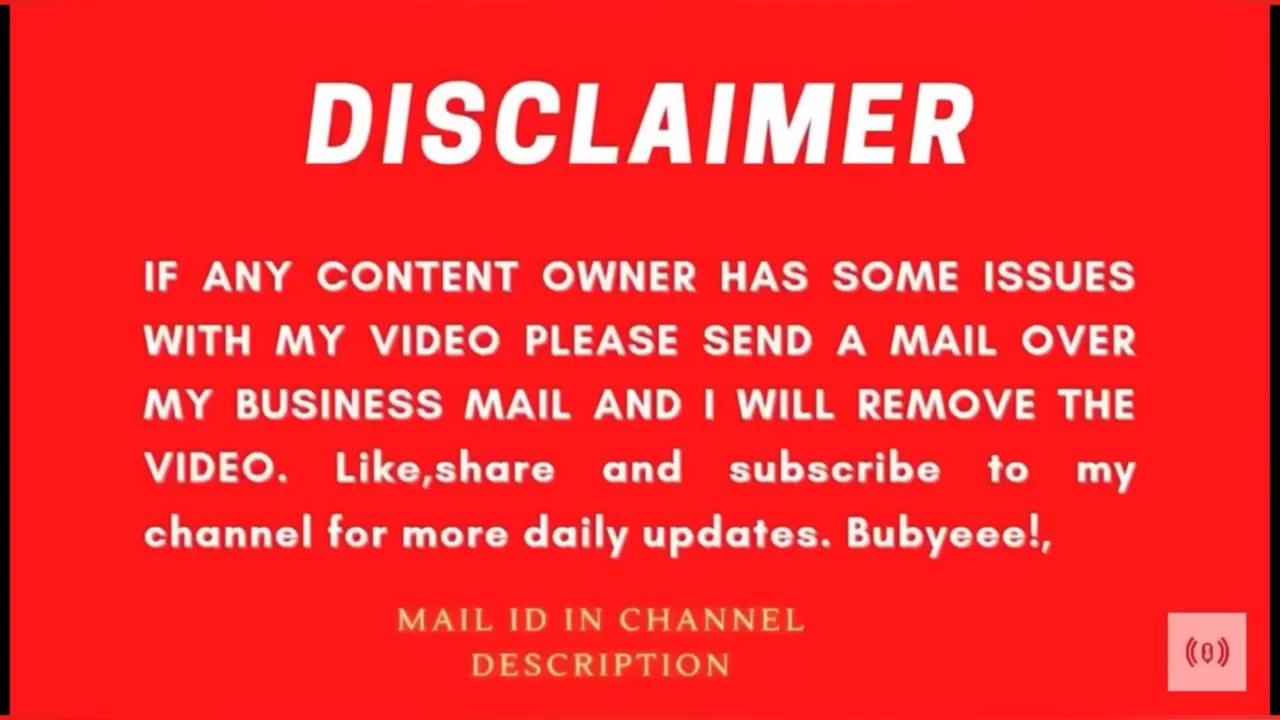 DISCLAIMER
IF ANY CONTENT OWNER HAS SOME ISSUES
WITH MY VIDEO PLEASE SEND A MAIL OVER
MY BUSINESS MAIL AND I WILL REMOVE THE
VIDEO. Like,share and subscribe to my
channel for more daily updates. Bubyeee!,
MAIL ID IN CHANNEL
DESCRIPTION